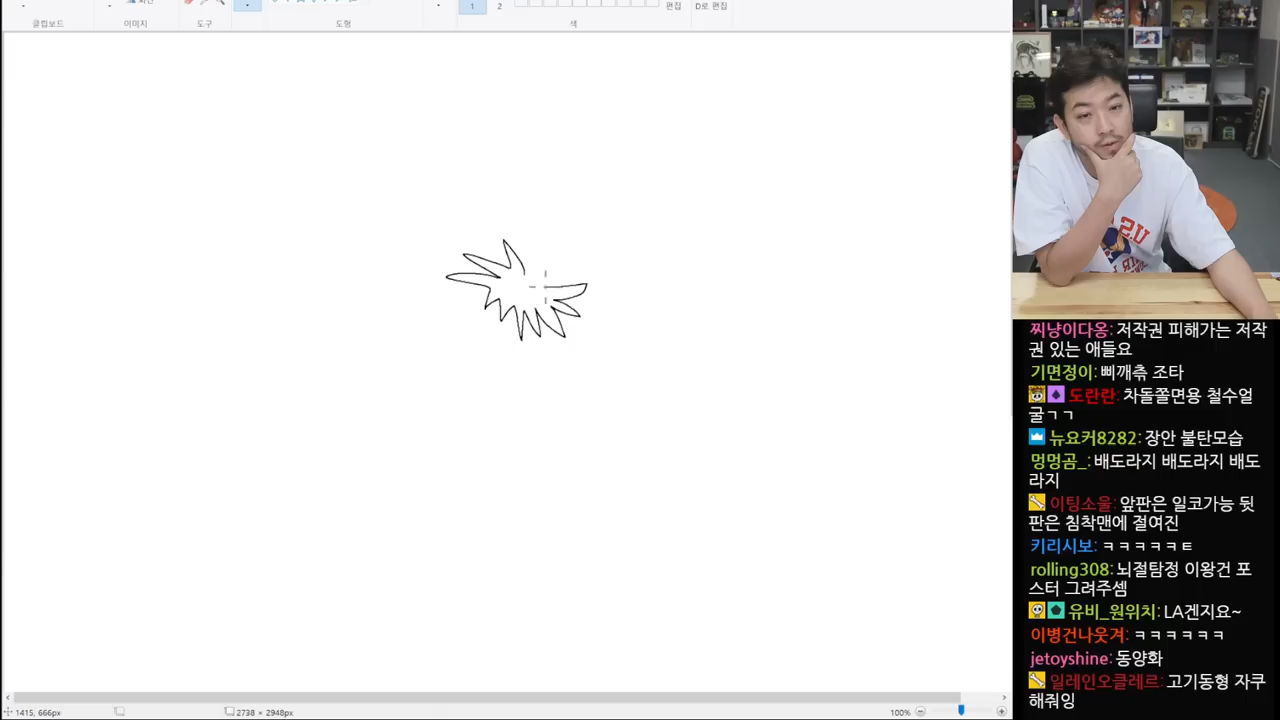 클립보드
이미지
도구
도형
1
2
색
편집
D로 편집
U.S
찌냥이다옹: 저작권 피해가는 저작
권 있는 애들요
기면정이: 삐깨츅 조타
도란란: 차돌쫄면용 철수얼
굴ㄱㄱ
뉴요커8282: 장안 불탄모습
멍멍곰_: 배도라지 배도라지 배도
라지
이팅소울: 앞판은 일코가능 뒷
판은 침착맨에 절여진
키리시보: ㅋㅋㅋㅋㅋㅌ
rolling308: 뇌절탐정 이왕건 포
스터 그려주셈
유비_원위치: LA겐지요~
이병건나웃겨: ㅋㅋㅋㅋㅋㅋ
jetoyshine: 동양화
일레인오클레르: 고기동형 자쿠
해줘잉
1415, 666px
2738 × 2948px
100%